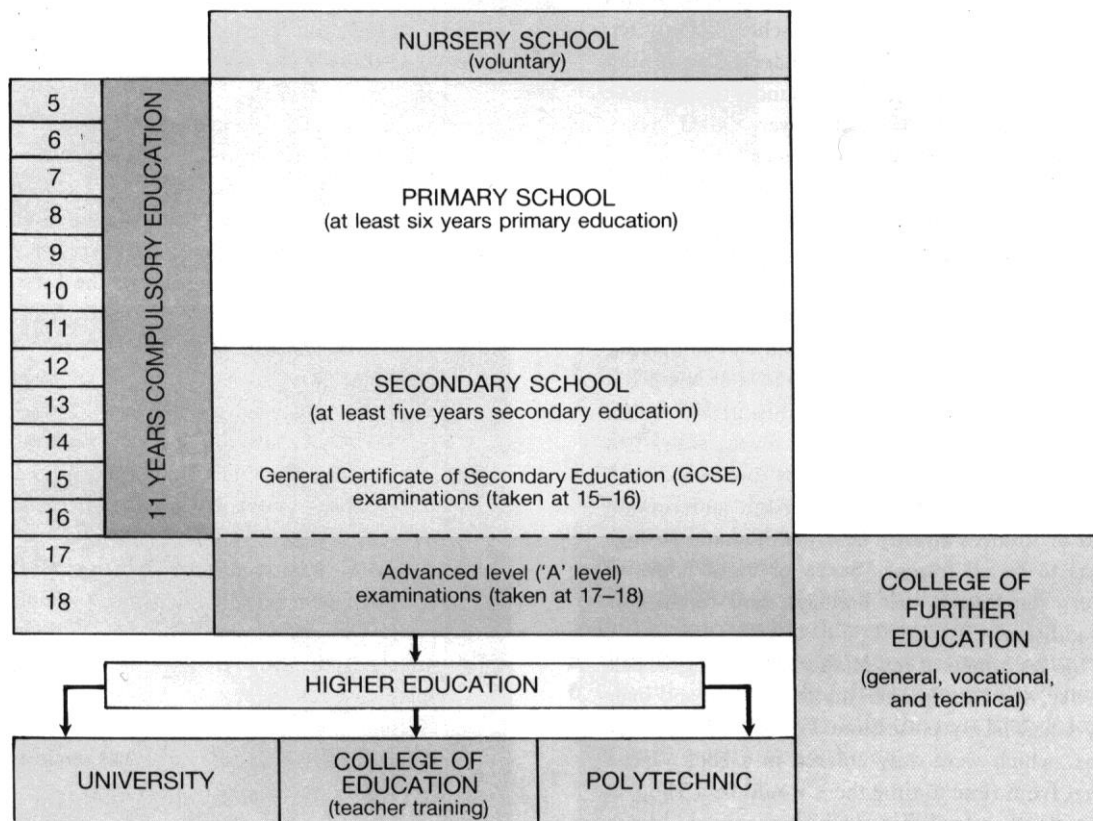 NURSERY SCHOOL
(voluntary)
5
6
7
8
9
10
11
12
13
14
15
16
17
18
11 YEARS COMPULSORY EDUCATION
PRIMARY SCHOOL
(at least six years primary education)
SECONDARY SCHOOL
(at least five years secondary education)
General Certificate of Secondary Education (GCSE)
examinations (taken at 15–16)
Advanced level ('A' level)
examinations (taken at 17–18)
COLLEGE OF
FURTHER
EDUCATION
(general, vocational,
and technical)
HIGHER EDUCATION
UNIVERSITY
COLLEGE OF
EDUCATION
(teacher training)
POLYTECHNIC